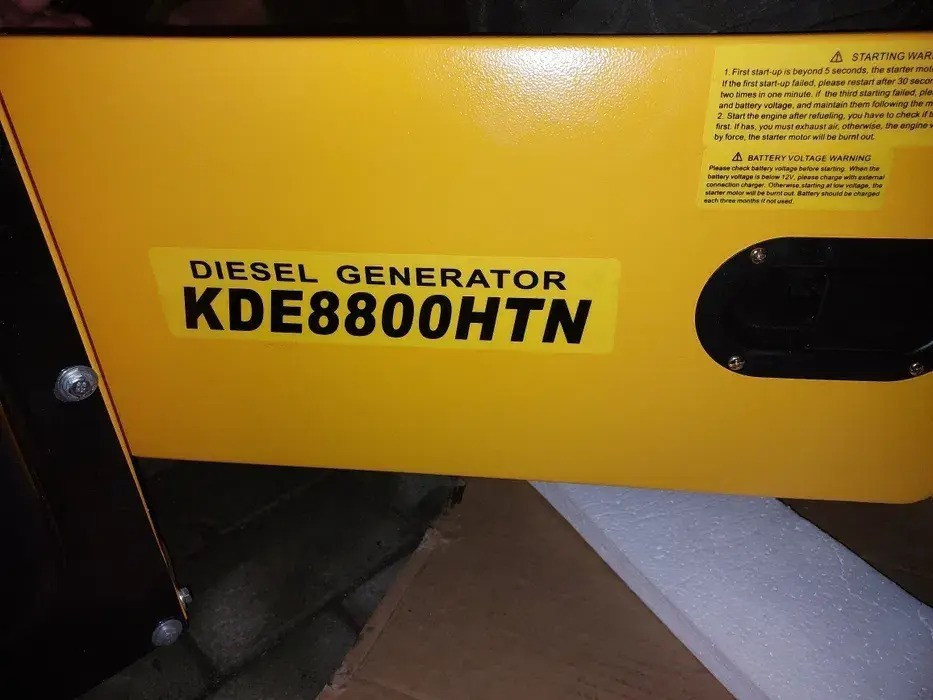 STARTING
1. First start-up is beyond 5 seconds, the starter
If the first start-up failed, please restart after 30
two times in one minute. if the third starting failed,
and battery voltage, and maintain them following the
2. Start the engine after refueling, you have to check if
first. If has, you must exhaust air, otherwise, the engine
by force, the starter motor will be burnt out.
BATTERY VOLTAGE WARNING
Please check battery voltage before starting. When the
battery voltage is below 12V, please charge with external
connection charger. Otherwise,starting at low voltage, the
starter motor will be burnt out. Battery should be charged
each three months if not used.
DIESEL GENERATOR
KDE8800HTN